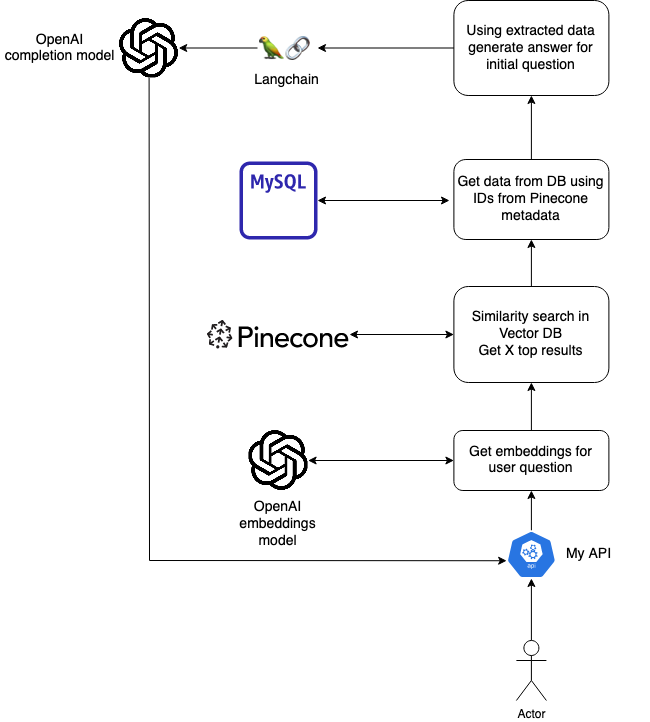 OpenAI
completion model
Langchain
Using extracted data
generate answer for
initial question
MySQL
Get data from DB using
IDs from Pinecone
metadata
Pinecone
Similarity search in
Vector DB
Get X top results
OpenAI
embeddings
model
Get embeddings for
user question
api
My API
Actor